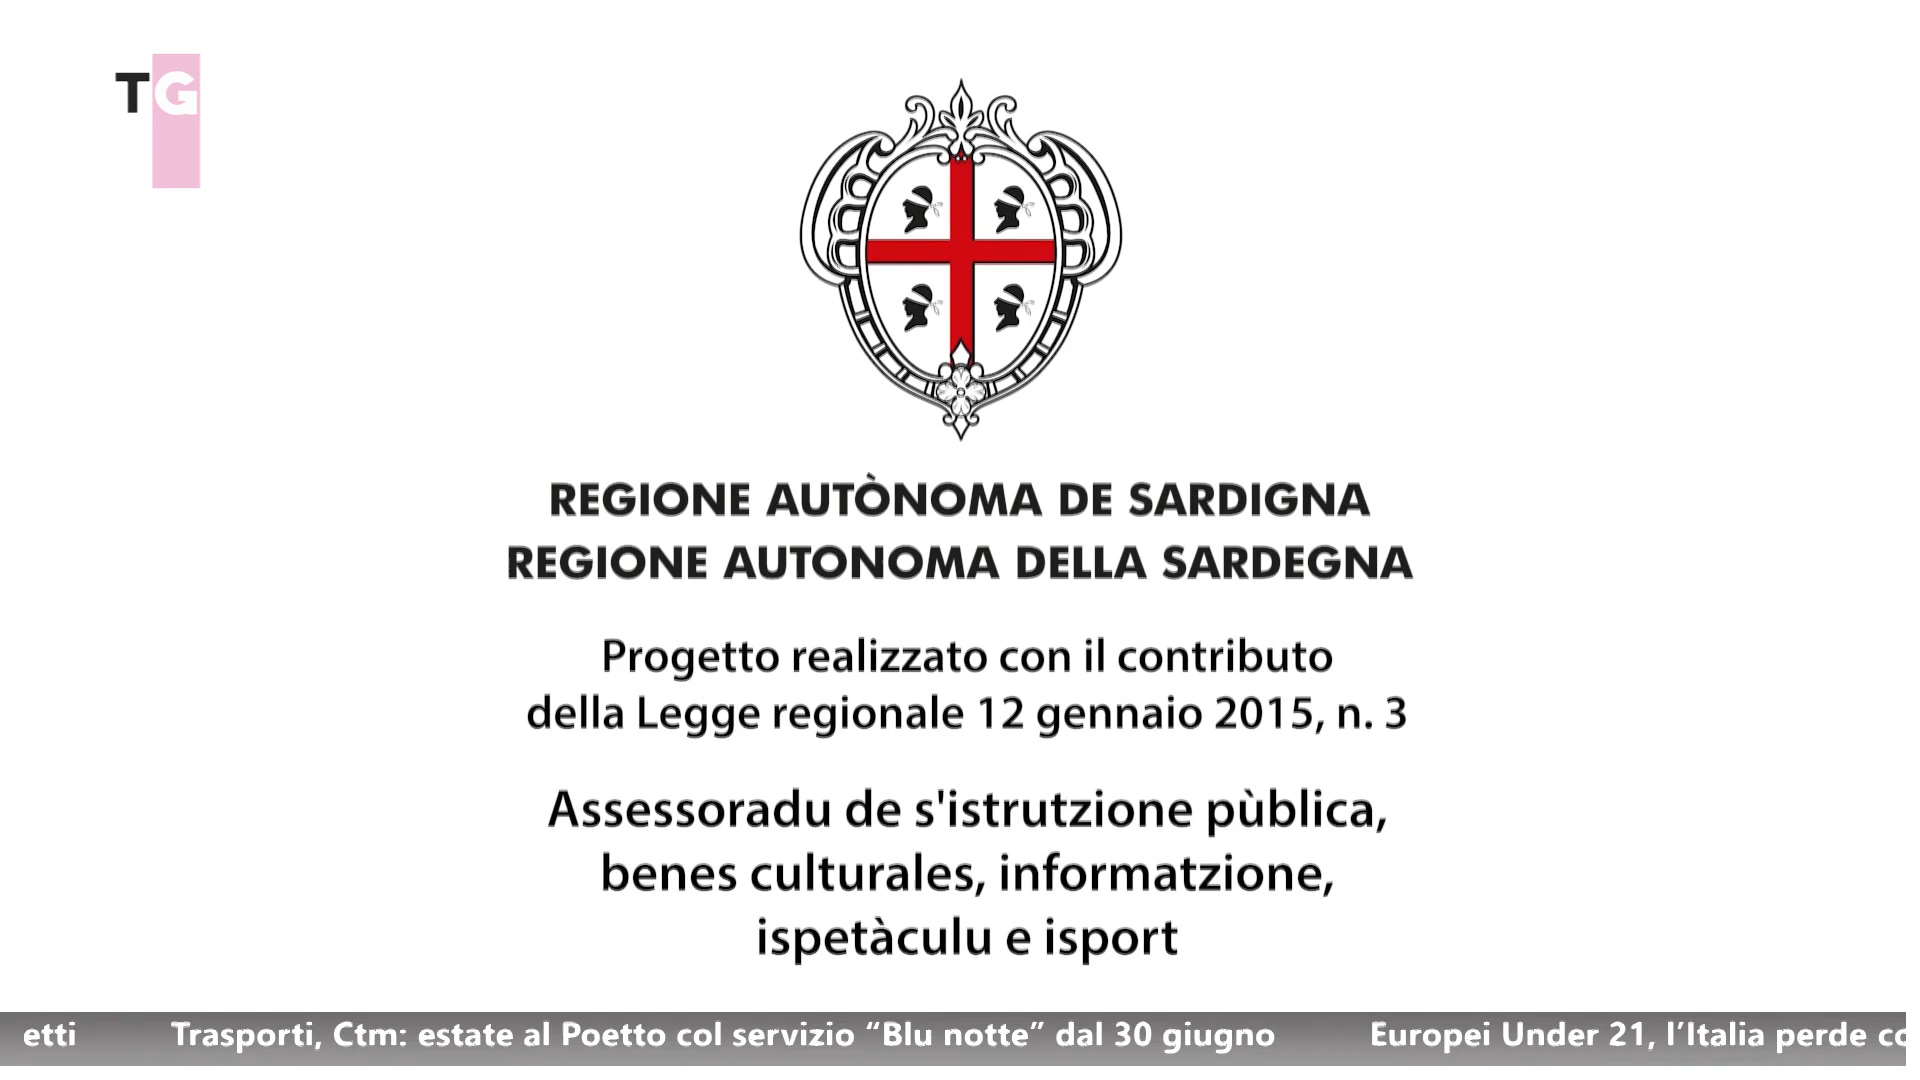 TG
REGIONE AUTÒNOMA DE SARDIGNA
REGIONE AUTONOMA DELLA SARDEGNA
Progetto realizzato con il contributo
della Legge regionale 12 gennaio 2015, n. 3
Assessoradu de s'istrutzione pùblica,
benes culturales, informatzione,
ispetàculu e isport
etti Trasporti, Ctm: estate al Poetto col servizio “Blu notte” dal 30 giugno Europei Under 21, l’Italia perde co